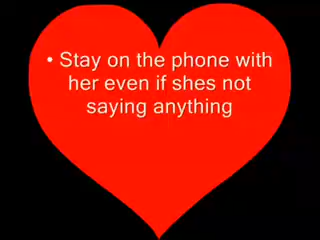 • Stay on the phone with
her even if shes not
saying anything